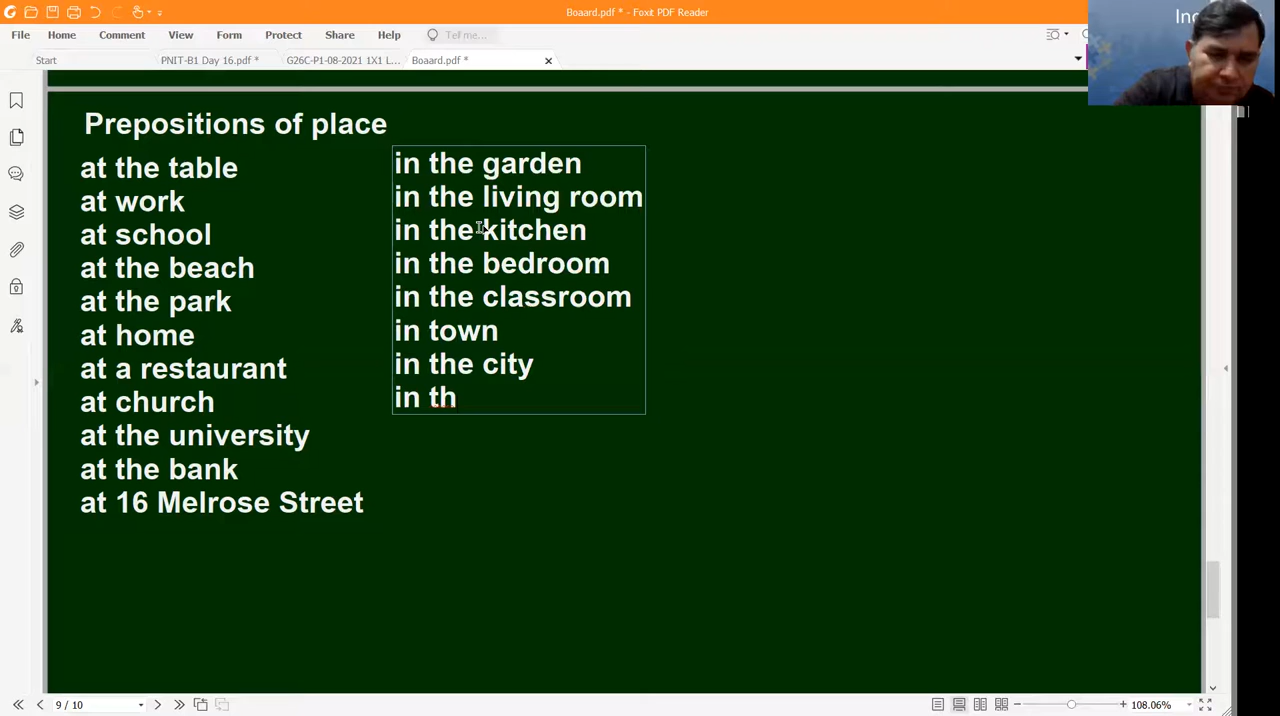 Boaard.pdf * - Foxit PDF Reader
File Home Comment View Form Protect Share Help Tell me...
Start PNIT-B1 Day 16.pdf * G26C-P1-08-2021 1X1 L... Boaard.pdf *
Prepositions of place
at the table
at work
at school
at the beach
at the park
at home
at a restaurant
at church
at the university
at the bank
at 16 Melrose Street
in the garden
in the living room
in the kitchen
in the bedroom
in the classroom
in town
in the city
in th
9 / 10
108.06%